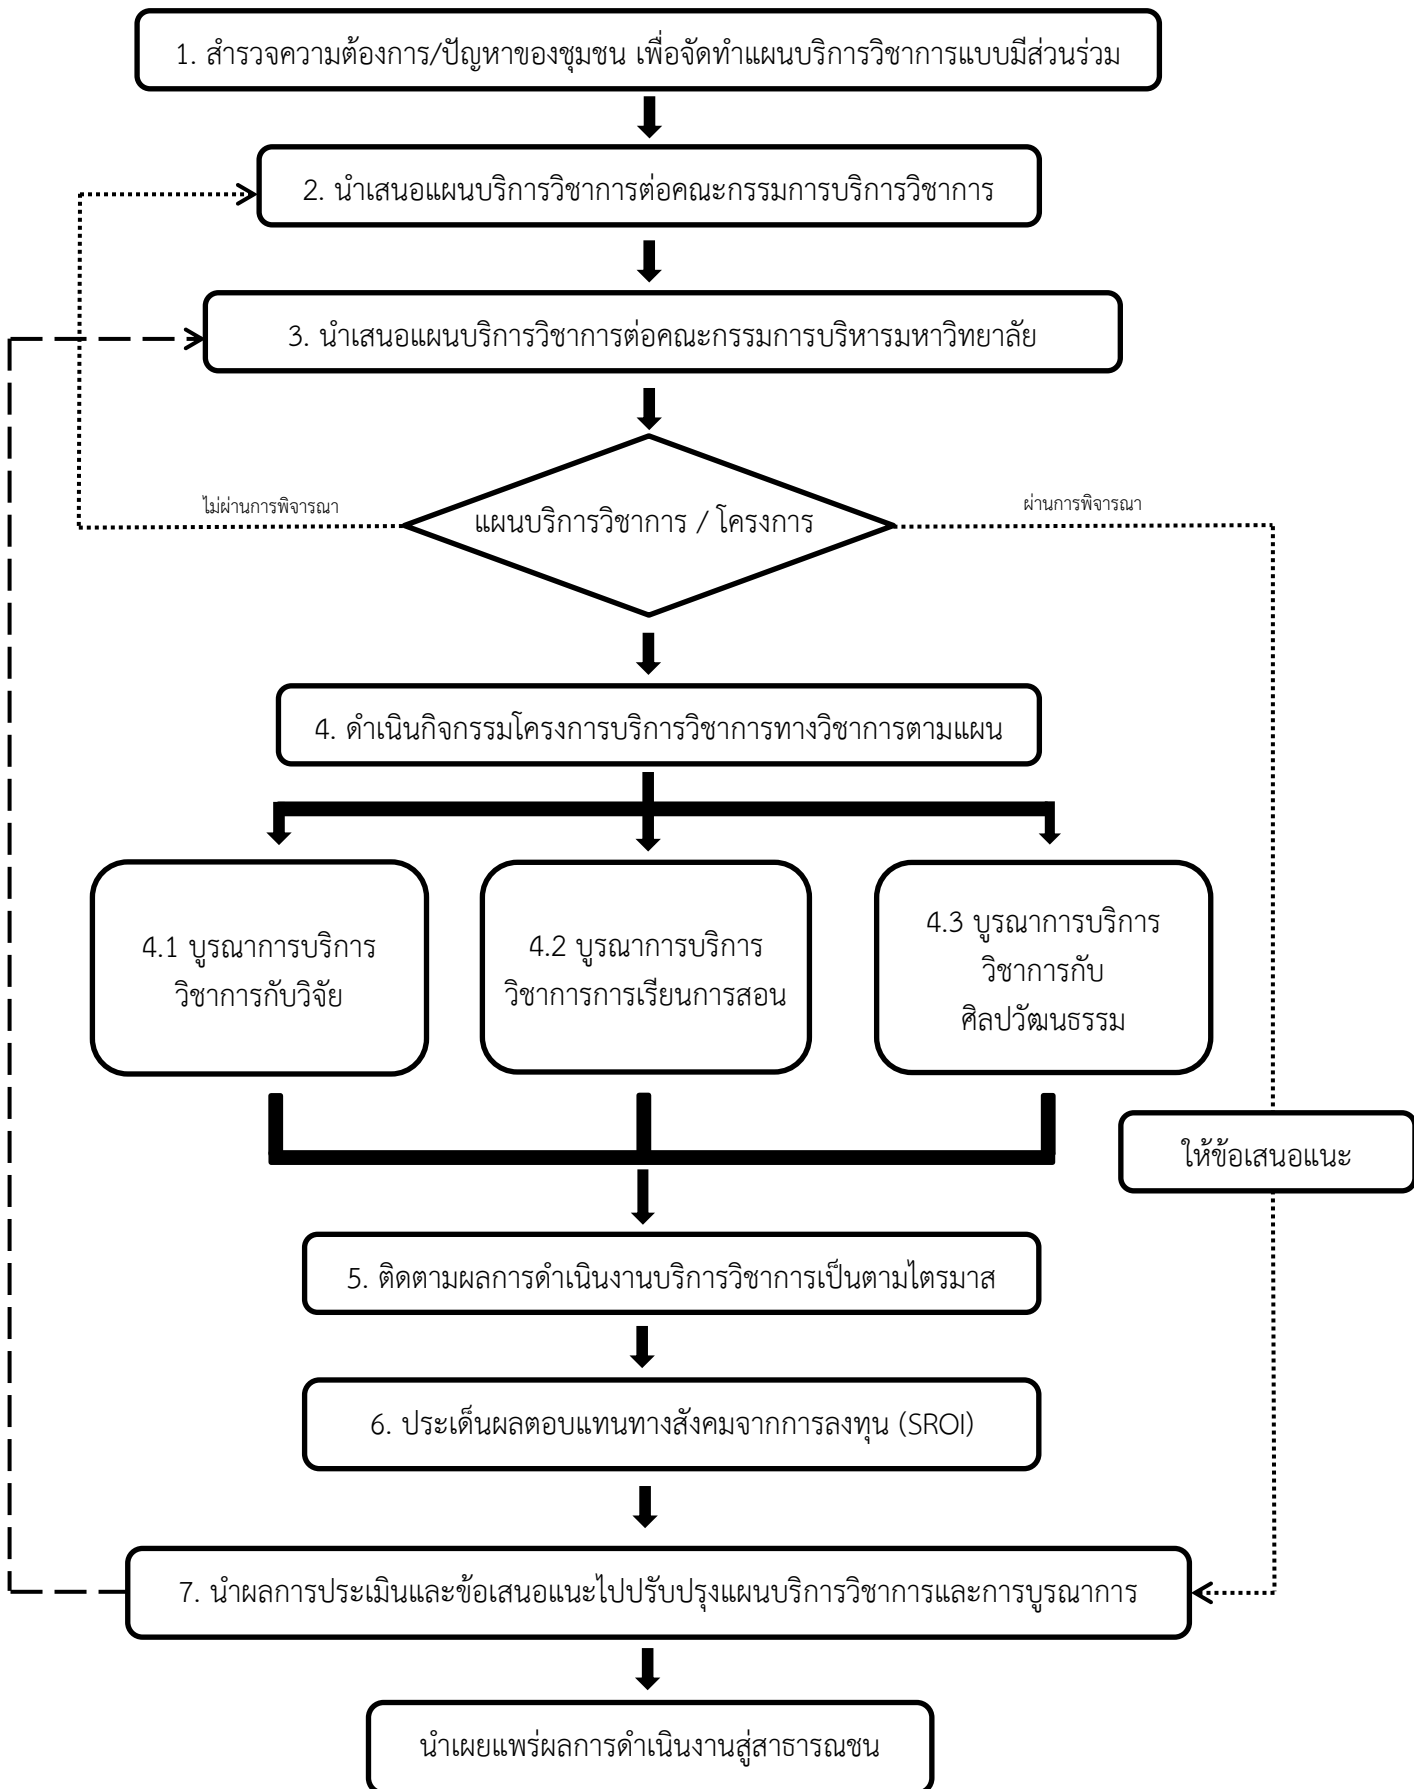 1. สำรวจความต้องการ/ปัญหาของชุมชน เพื่อจัดทำแผนบริการวิชาการแบบมีส่วนร่วม
2. นำเสนอแผนบริการวิชาการต่อคณะกรรมการบริการวิชาการ
3. นำเสนอแผนบริการวิชาการต่อคณะกรรมการบริหารมหาวิทยาลัย
ไม่ผ่านการพิจารณา
แผนบริการวิชาการ / โครงการ
ผ่านการพิจารณา
4. ดำเนินกิจกรรมโครงการบริการวิชาการทางวิชาการตามแผน
4.1 บูรณาการบริการ
วิชาการกับวิจัย
4.2 บูรณาการบริการ
วิชาการการเรียนการสอน
4.3 บูรณาการบริการ
วิชาการกับ
ศิลปวัฒนธรรม
ให้ข้อเสนอแนะ
5. ติดตามผลการดำเนินงานบริการวิชาการเป็นตามไตรมาส
6. ประเด็นผลตอบแทนทางสังคมจากการลงทุน (SROI)
7. นำผลการประเมินและข้อเสนอแนะไปปรับปรุงแผนบริการวิชาการและการบูรณาการ
นำเผยแพร่ผลการดำเนินงานสู่สาธารณชน